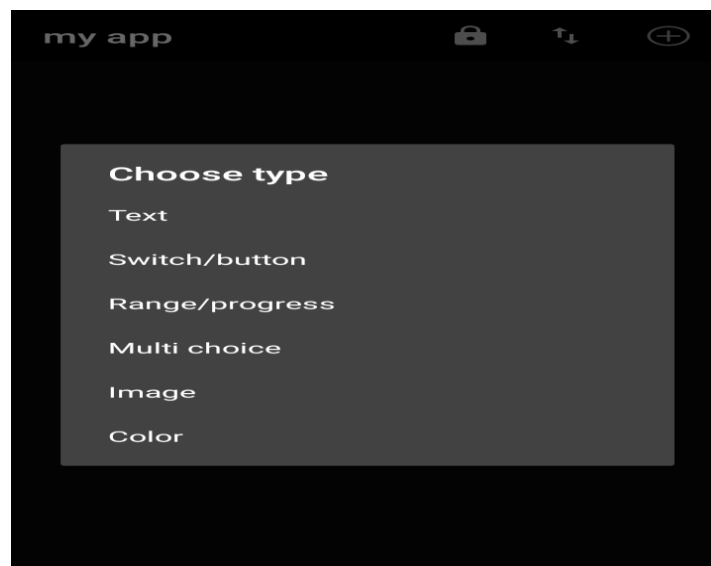 my app
Choose type
Text
Switch/button
Range/progress
Multi choice
Image
Color